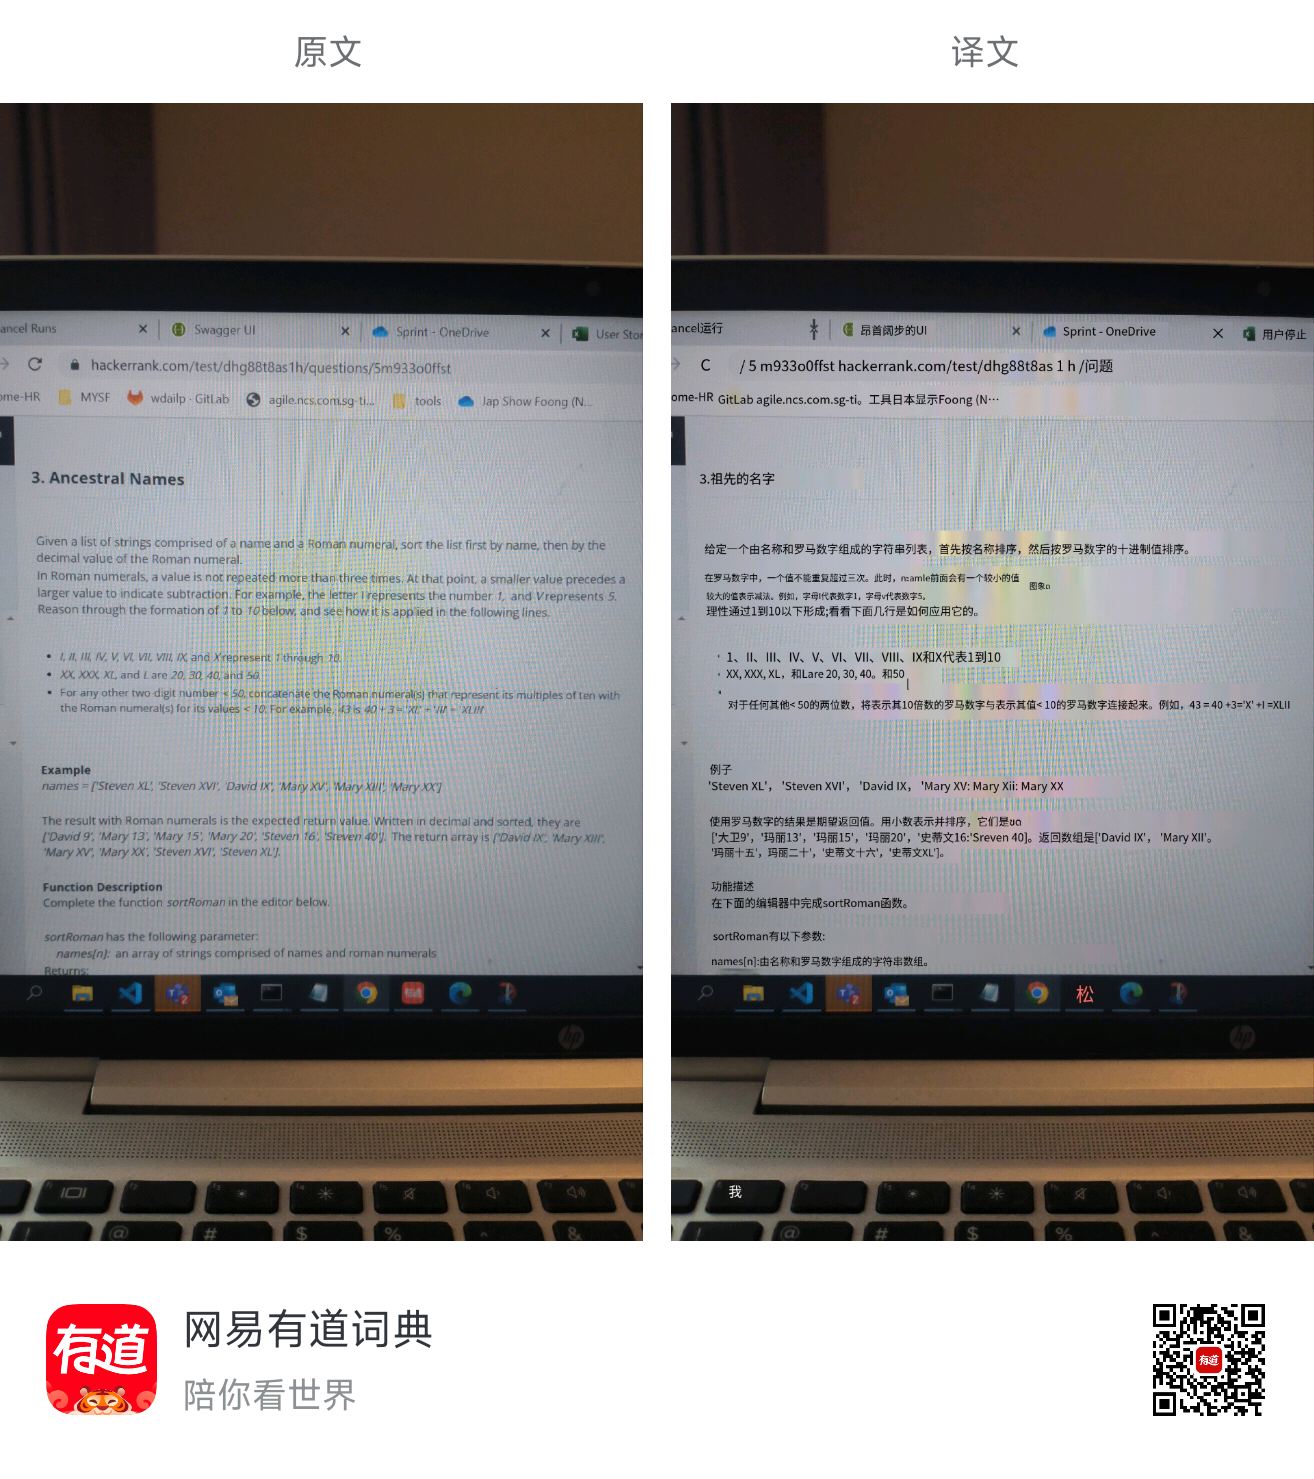 原文
译文
ancel Runs
Swagger UI
Sprint - OneDrive
User Stor
hackerrank.com/test/dhg88t8as1h/questions/5m933o0ffst
ome-HR
MYSF
wdailp · GitLab
agile.ncs.com.sg-ti...
tools
Jap Show Foong (N...
3. Ancestral Names
Given a list of strings comprised of a name and a Roman numeral, sort the list first by name, then by the
decimal value of the Roman numeral.
In Roman numerals, a value is not repeated more than three times. At that point, a smaller value precedes a
larger value to indicate subtraction. For example, the letter I represents the number 1, and V represents 5.
Reason through the formation of 1 to 10 below, and see how it is applied in the following lines.
• I, II, III, IV, V, VI, VII, VIII, IX, and X represent 1 through 10.
• XX, XXX, XL, and L are 20, 30, 40, and 50.
• For any other two-digit number < 50, concatenate the Roman numeral(s) that represent its multiples of ten with
the Roman numeral(s) for its values < 10. For example, 43 is 40 + 3 = 'XL' + 'III' = 'XLIII'
Example
names = ['Steven XL', 'Steven XVI', 'David IX', 'Mary XV', 'Mary XIII', 'Mary XX']
The result with Roman numerals is the expected return value. Written in decimal and sorted, they are
['David 9', 'Mary 13', 'Mary 15', 'Mary 20', 'Steven 16', 'Steven 40']. The return array is ['David IX', 'Mary XIII',
'Mary XV', 'Mary XX', 'Steven XVI', 'Steven XL'].
Function Description
Complete the function sortRoman in the editor below.
sortRoman has the following parameter:
names[n]: an array of strings comprised of names and roman numerals
Returns:
hp
! @ # $ % ^ &
ancel运行
昂首阔步的UI
Sprint - OneDrive
用户停止
C / 5 m933o0ffst hackerrank.com/test/dhg88t8as 1 h /问题
ome-HR GitLab agile.ncs.com.sg-ti。工具日本显示Foong (N···
3.祖先的名字
给定一个由名称和罗马数字组成的字符串列表，首先按名称排序，然后按罗马数字的十进制值排序。
在罗马数字中，一个值不能重复超过三次。此时，n±amle前面会有一个较小的值
图象a
较大的值表示减法。例如，字母I代表数字1，字母v代表数字5。
理性通过1到10以下形成;看看下面几行是如何应用它的。
1、II、III、IV、V、VI、VII、VIII、IX和X代表1到10
XX, XXX, XL，和Lare 20, 30, 40。和50
对于任何其他< 50的两位数，将表示其10倍数的罗马数字与表示其值< 10的罗马数字连接起来。例如，43 = 40 +3='X' +I =XLII
例子
'Steven XL'， 'Steven XVI'， 'David IX， 'Mary XV: Mary Xii: Mary XX
使用罗马数字的结果是期望返回值。用小数表示并排序，它们是
['大卫9'，'玛丽13'，'玛丽15'，'玛丽20'，'史蒂文16:'Sreven 40]。返回数组是['David IX'， 'Mary XII'。
'玛丽十五'，玛丽二十'，'史蒂文十六'，'史蒂文XL']。
功能描述
在下面的编辑器中完成sortRoman函数。
sortRoman有以下参数:
names[n]:由名称和罗马数字组成的字符串数组。
松
hp
我
! @ # $ % ^ &
有道
网易有道词典
陪你看世界
有道